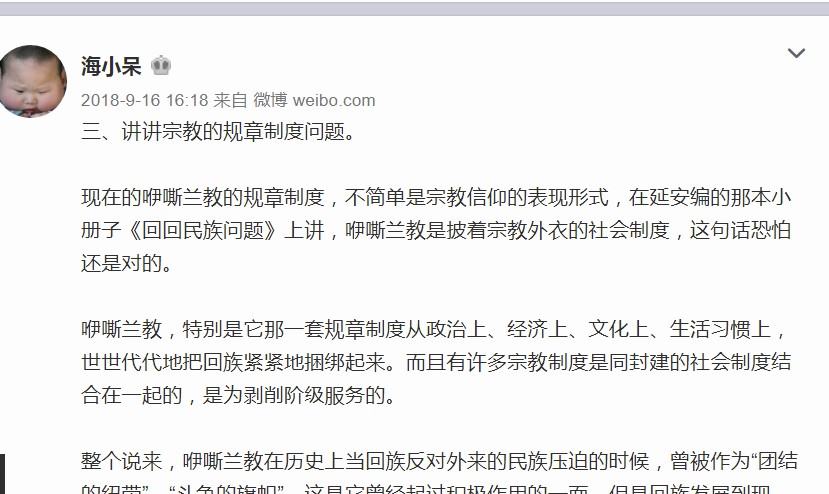 海小呆
2018-9-16 16:18 来自 微博 weibo.com
三、讲讲宗教的规章制度问题。
现在的咿嘶兰教的规章制度，不简单是宗教信仰的表现形式，在延安编的那本小
册子《回回民族问题》上讲，咿嘶兰教是披着宗教外衣的社会制度，这句话恐怕
还是对的。
咿嘶兰教，特别是它那一套规章制度从政治上、经济上、文化上、生活习惯上，
世世代代地把回族紧紧地捆绑起来。而且有许多宗教制度是同封建的社会制度结
合在一起的，是为剥削阶级服务的。
整个说来，咿嘶兰教在历史上当回族反对外来的民族压迫的时候，曾被作为“团结
的纽带”、“斗争的旗帜”，这是它曾经起过积极作用的一面，但是回族发展到现